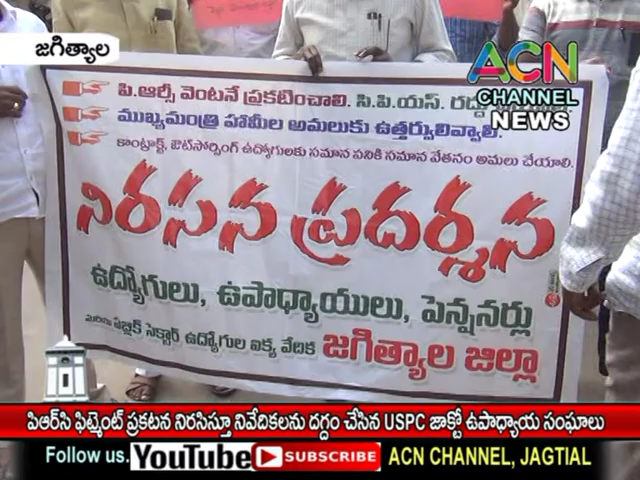 జగిత్యాల
ACN
CHANNEL
NEWS
పి.ఆర్సీ వెంటనే ప్రకటించాలి. సి.పి.యస్. రద్దు
ముఖ్యమంత్రి హామీల అమలుకు ఉత్తర్వులివ్వాలి.
కాంట్రాక్ట్, ఔట్‌సోర్సింగ్ ఉద్యోగులకు సమాన పనికి సమాన వేతనం అమలు చేయాలి.
నిరసన ప్రదర్శన
ఉద్యోగులు, ఉపాధ్యాయులు, పెన్షనర్లు
మరియు పబ్లిక్ సెక్టార్ ఉద్యోగుల ఐక్య వేదిక జగిత్యాల జిల్లా
పిఆర్‌సి ఫిట్మెంట్ ప్రకటన నిరసిస్తూ నివేదికలను దగ్దం చేసిన USPC జాక్టో ఉపాధ్యాయ సంఘాలు
Follow us. YouTube SUBSCRIBE ACN CHANNEL, JAGTIAL